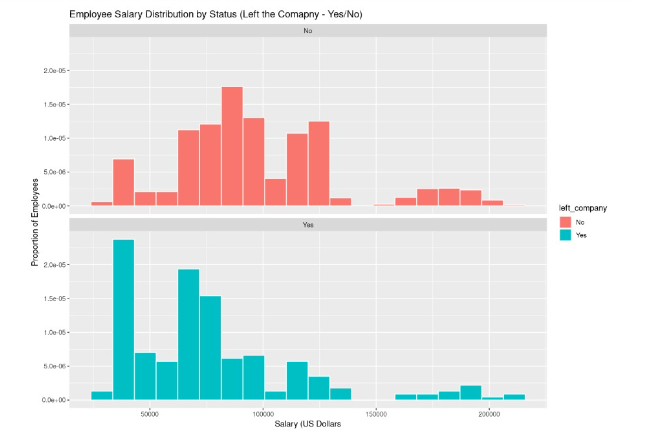 Employee Salary Distribution by Status (Left the Comapny - Yes/No)
No
2.0e-05
1.5e-05
1.0e-05
5.0e-06
0.0e+00
Yes
2.0e-05
1.5e-05
1.0e-05
5.0e-06
0.0e+00
50000 100000 150000 200000
Salary (US Dollars
Proportion of Employees
left_company
No
Yes